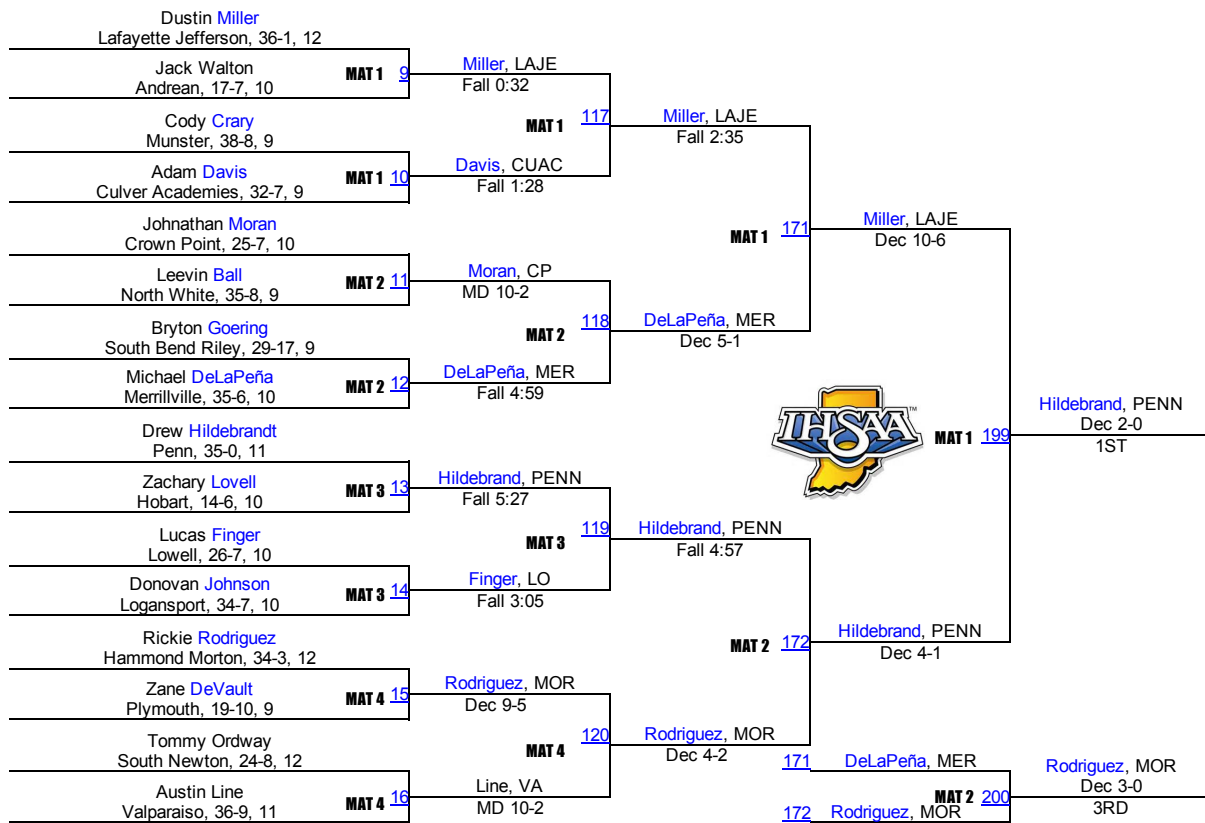 Dustin Miller
Lafayette Jefferson, 36-1, 12
Jack Walton
Andrean, 17-7, 10
MAT 1 9
Cody Crary
Munster, 38-8, 9
Adam Davis
Culver Academies, 32-7, 9
MAT 1 10
Johnathan Moran
Crown Point, 25-7, 10
Leevin Ball
North White, 35-8, 9
MAT 2 11
Bryton Goering
South Bend Riley, 29-17, 9
Michael DeLaPeña
Merrillville, 35-6, 10
MAT 2 12
Drew Hildebrandt
Penn, 35-0, 11
Zachary Lovell
Hobart, 14-6, 10
MAT 3 13
Lucas Finger
Lowell, 26-7, 10
Donovan Johnson
Logansport, 34-7, 10
MAT 3 14
Rickie Rodriguez
Hammond Morton, 34-3, 12
Zane DeVault
Plymouth, 19-10, 9
MAT 4 15
Tommy Ordway
South Newton, 24-8, 12
Austin Line
Valparaiso, 36-9, 11
MAT 4 16
Miller, LAJE
Fall 0:32
MAT 1 117
Davis, CUAC
Fall 1:28
Moran, CP
MD 10-2
MAT 2 118
DeLaPeña, MER
Fall 4:59
Hildebrand, PENN
Fall 5:27
MAT 3 119
Finger, LO
Fall 3:05
Rodriguez, MOR
Dec 9-5
MAT 4 120
Line, VA
MD 10-2
Miller, LAJE
Fall 2:35
MAT 1 171
DeLaPeña, MER
Dec 5-1
Hildebrand, PENN
Fall 4:57
MAT 2 172
Rodriguez, MOR
Dec 4-2
Miller, LAJE
Dec 10-6
IHSAA™
MAT 1 199
Hildebrand, PENN
Dec 4-1
Hildebrand, PENN
Dec 2-0
1ST
171 DeLaPeña, MER
MAT 2 200
172 Rodriguez, MOR
Rodriguez, MOR
Dec 3-0
3RD